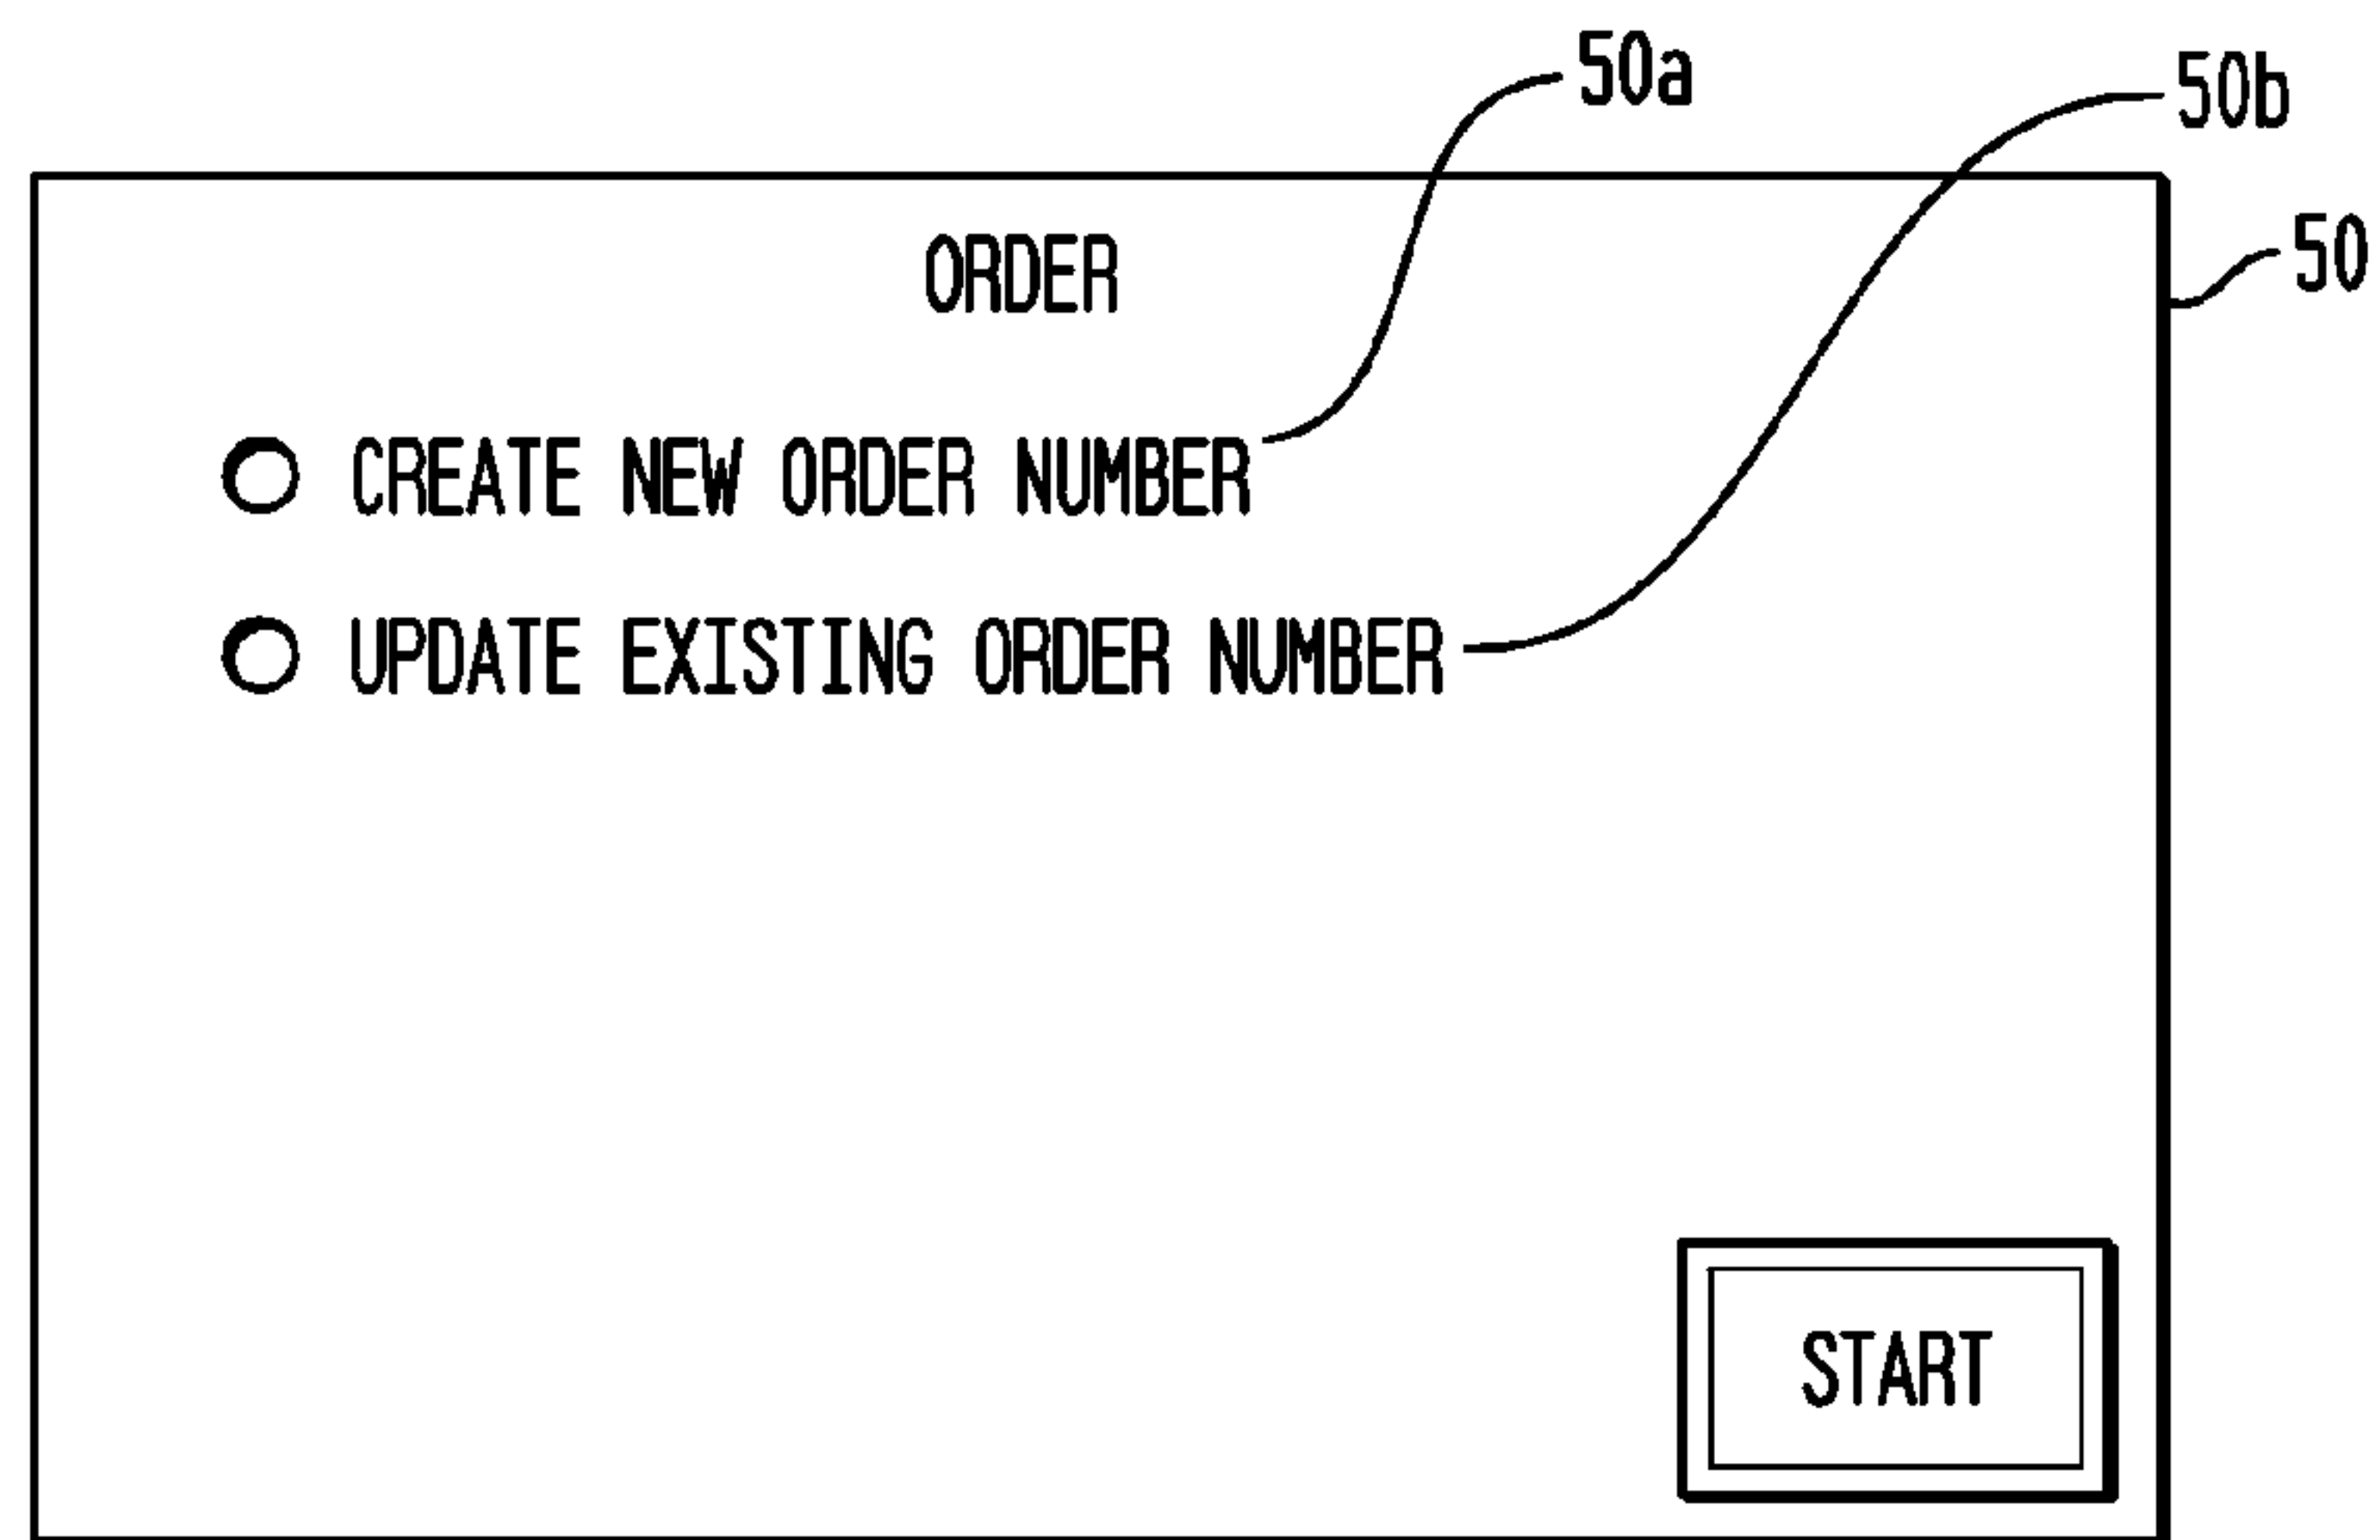 50a
50b
50
ORDER
CREATE NEW ORDER NUMBER
UPDATE EXISTING ORDER NUMBER
START